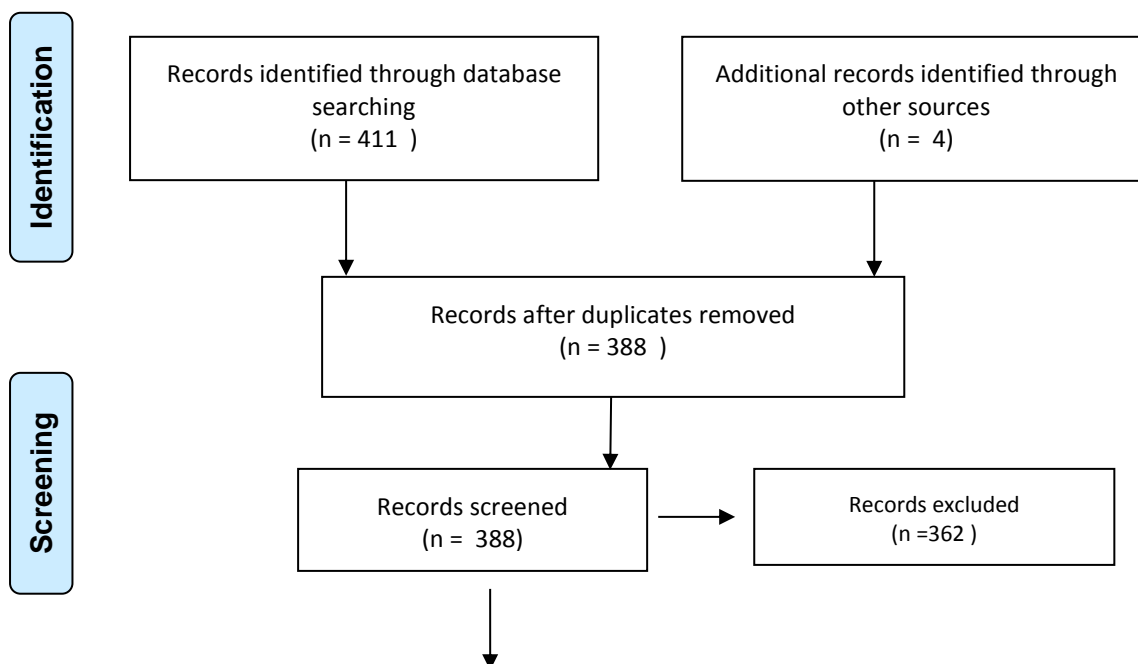 Identification
Records identified through database
searching
(n = 411  )
Additional records identified through
other sources
(n =  4)
Records after duplicates removed
(n = 388  )
Screening
Records screened
(n =  388)
Records excluded
(n =362 )